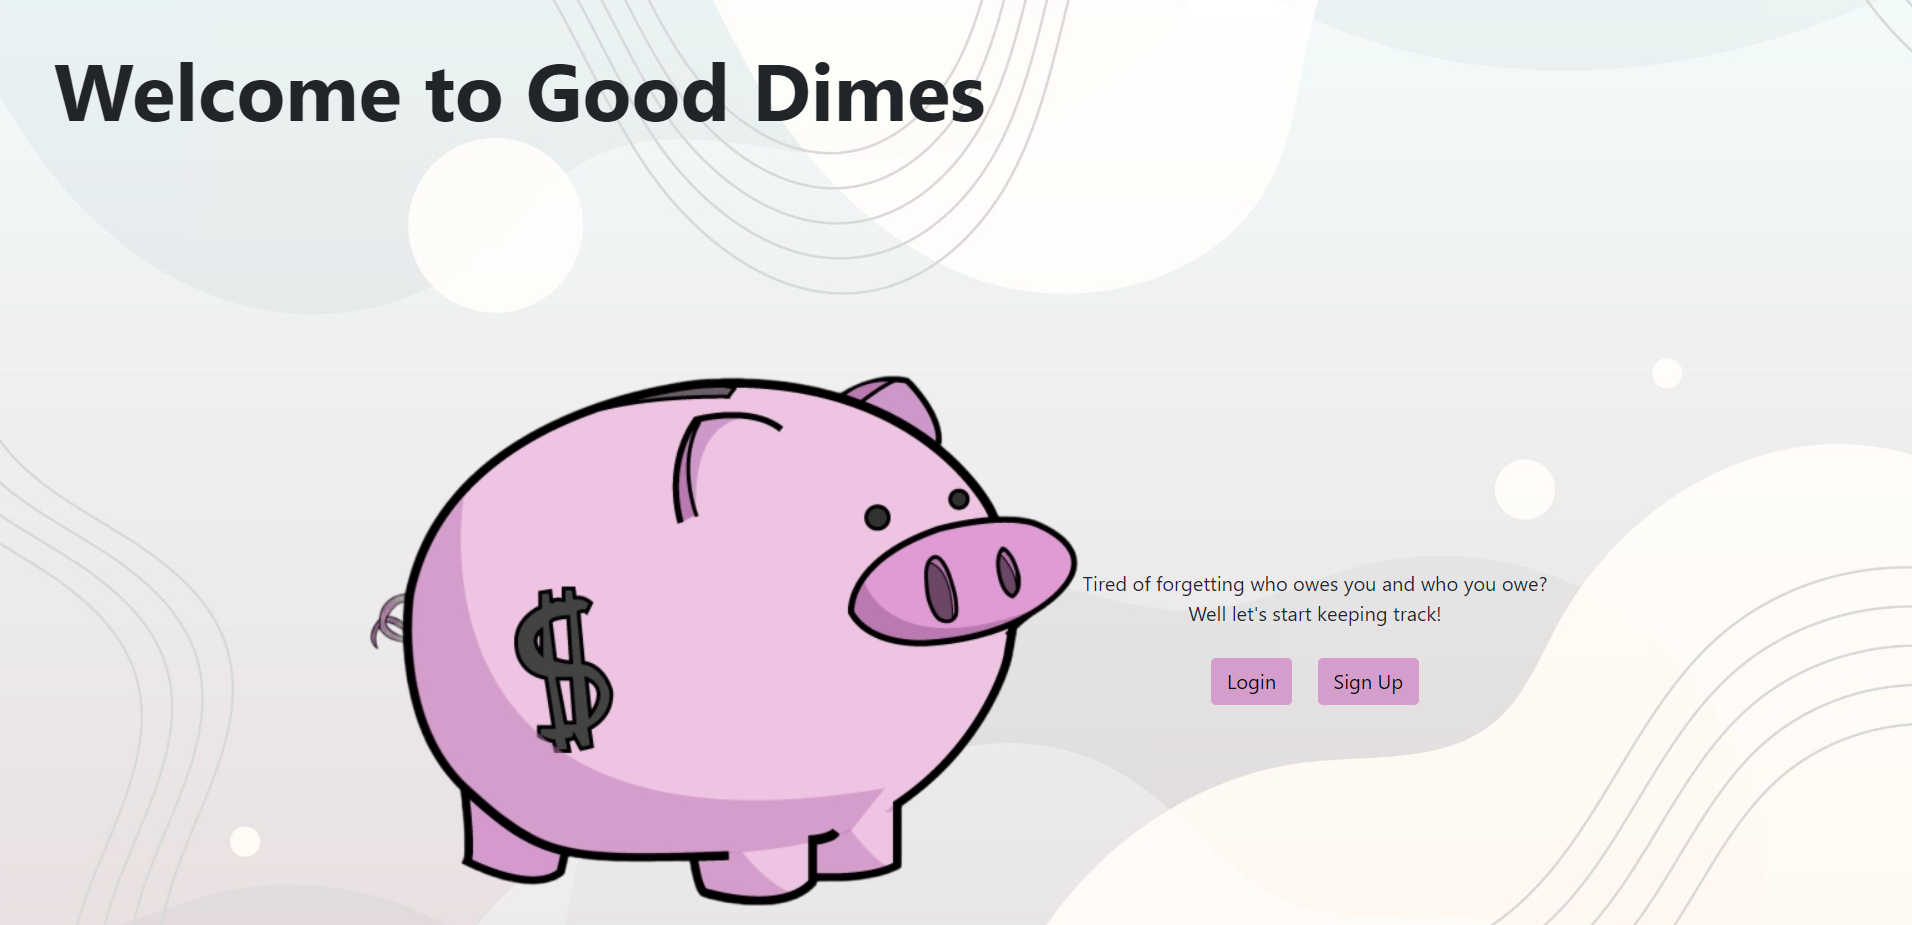 Welcome to Good Dimes
$
Tired of forgetting who owes you and who you owe?
Well let's start keeping track!
Login
Sign Up